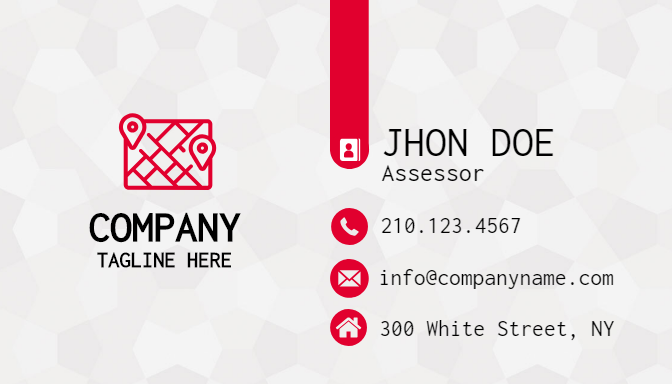 COMPANY
TAGLINE HERE
JHON DOE
Assessor
210.123.4567
info@companyname.com
300 White Street, NY